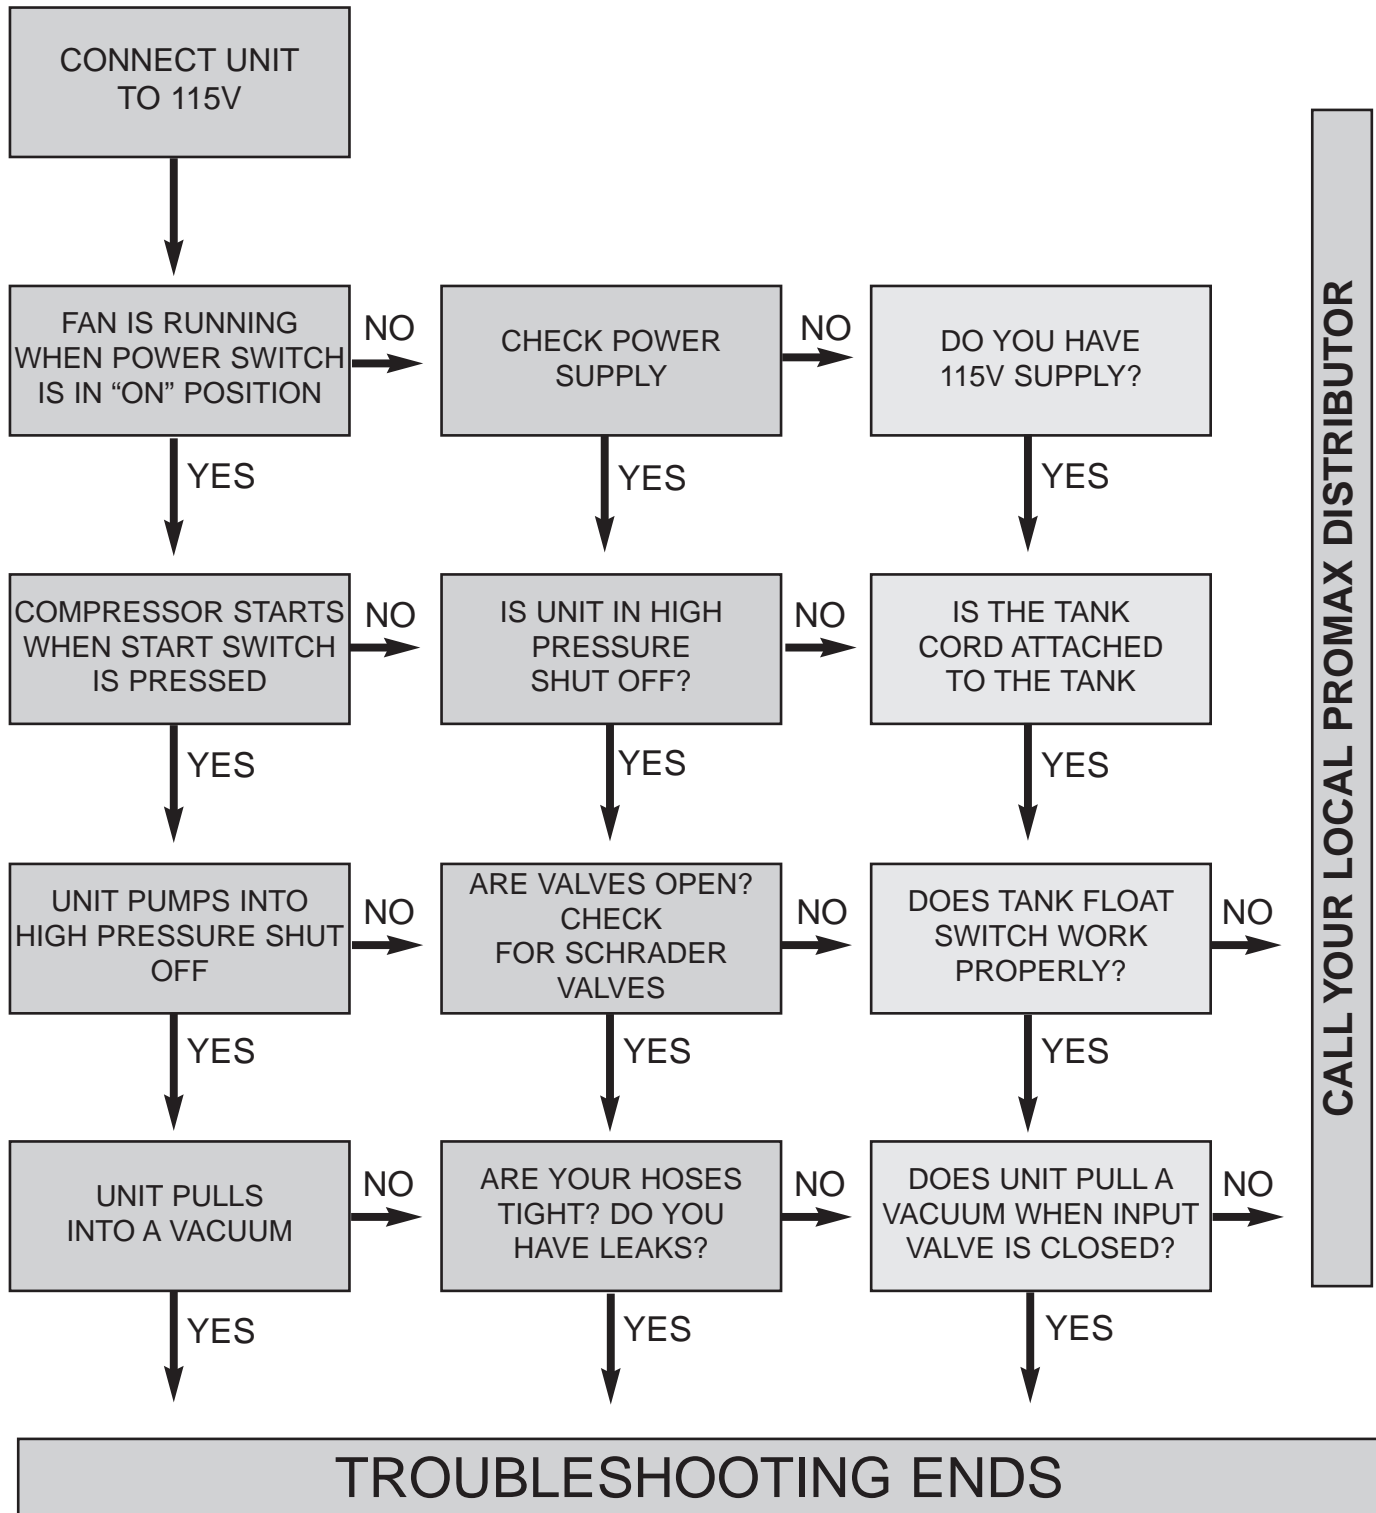 CONNECT UNIT
TO 115V
FAN IS RUNNING
WHEN POWER SWITCH
IS IN “ON” POSITION
NO
CHECK POWER
SUPPLY
NO
DO YOU HAVE
115V SUPPLY?
YES
YES
YES
COMPRESSOR STARTS
WHEN START SWITCH
IS PRESSED
NO
IS UNIT IN HIGH
PRESSURE
SHUT OFF?
NO
IS THE TANK
CORD ATTACHED
TO THE TANK
YES
YES
YES
UNIT PUMPS INTO
HIGH PRESSURE SHUT
OFF
NO
ARE VALVES OPEN?
CHECK
FOR SCHRADER
VALVES
NO
DOES TANK FLOAT
SWITCH WORK
PROPERLY?
NO
YES
YES
YES
UNIT PULLS
INTO A VACUUM
NO
ARE YOUR HOSES
TIGHT? DO YOU
HAVE LEAKS?
NO
DOES UNIT PULL A
VACUUM WHEN INPUT
VALVE IS CLOSED?
NO
YES
YES
YES
CALL YOUR LOCAL PROMAX DISTRIBUTOR
TROUBLESHOOTING ENDS